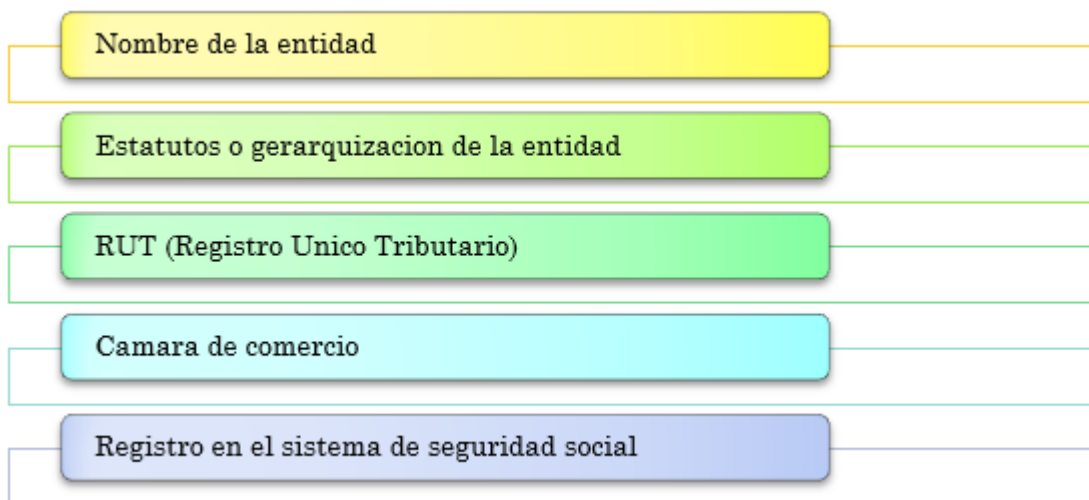 Nombre de la entidad
Estatutos o gerarquizacion de la entidad
RUT (Registro Unico Tributario)
Camara de comercio
Registro en el sistema de seguridad social